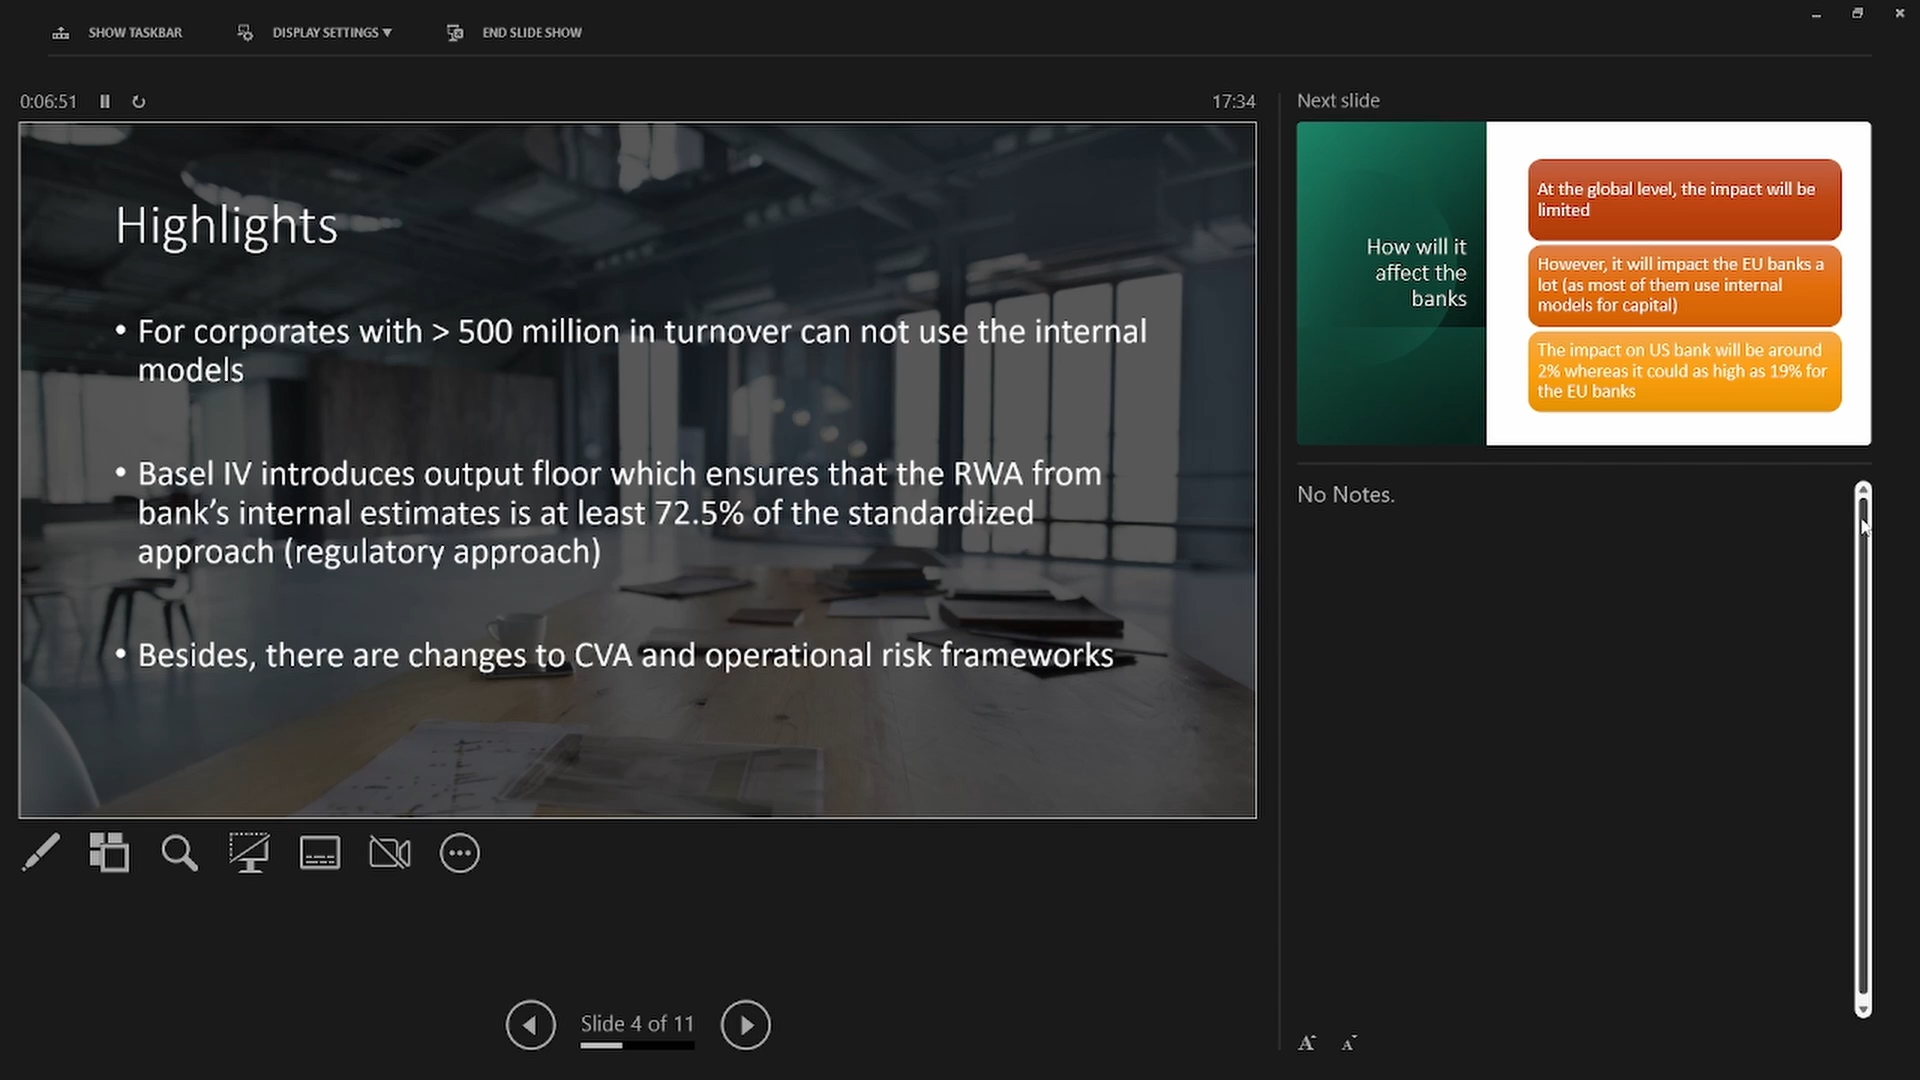 SHOW TASKBAR
DISPLAY SETTINGS ▼
END SLIDE SHOW
0:06:51
17:34
Highlights
• For corporates with > 500 million in turnover can not use the internal
models
• Basel IV introduces output floor which ensures that the RWA from
bank’s internal estimates is at least 72.5% of the standardized
approach (regulatory approach)
• Besides, there are changes to CVA and operational risk frameworks
Slide 4 of 11
Next slide
How will it
affect the
banks
At the global level, the impact will be
limited
However, it will impact the EU banks a
lot (as most of them use internal
models for capital)
The impact on US bank will be around
2% whereas it could as high as 19% for
the EU banks
No Notes.
A A